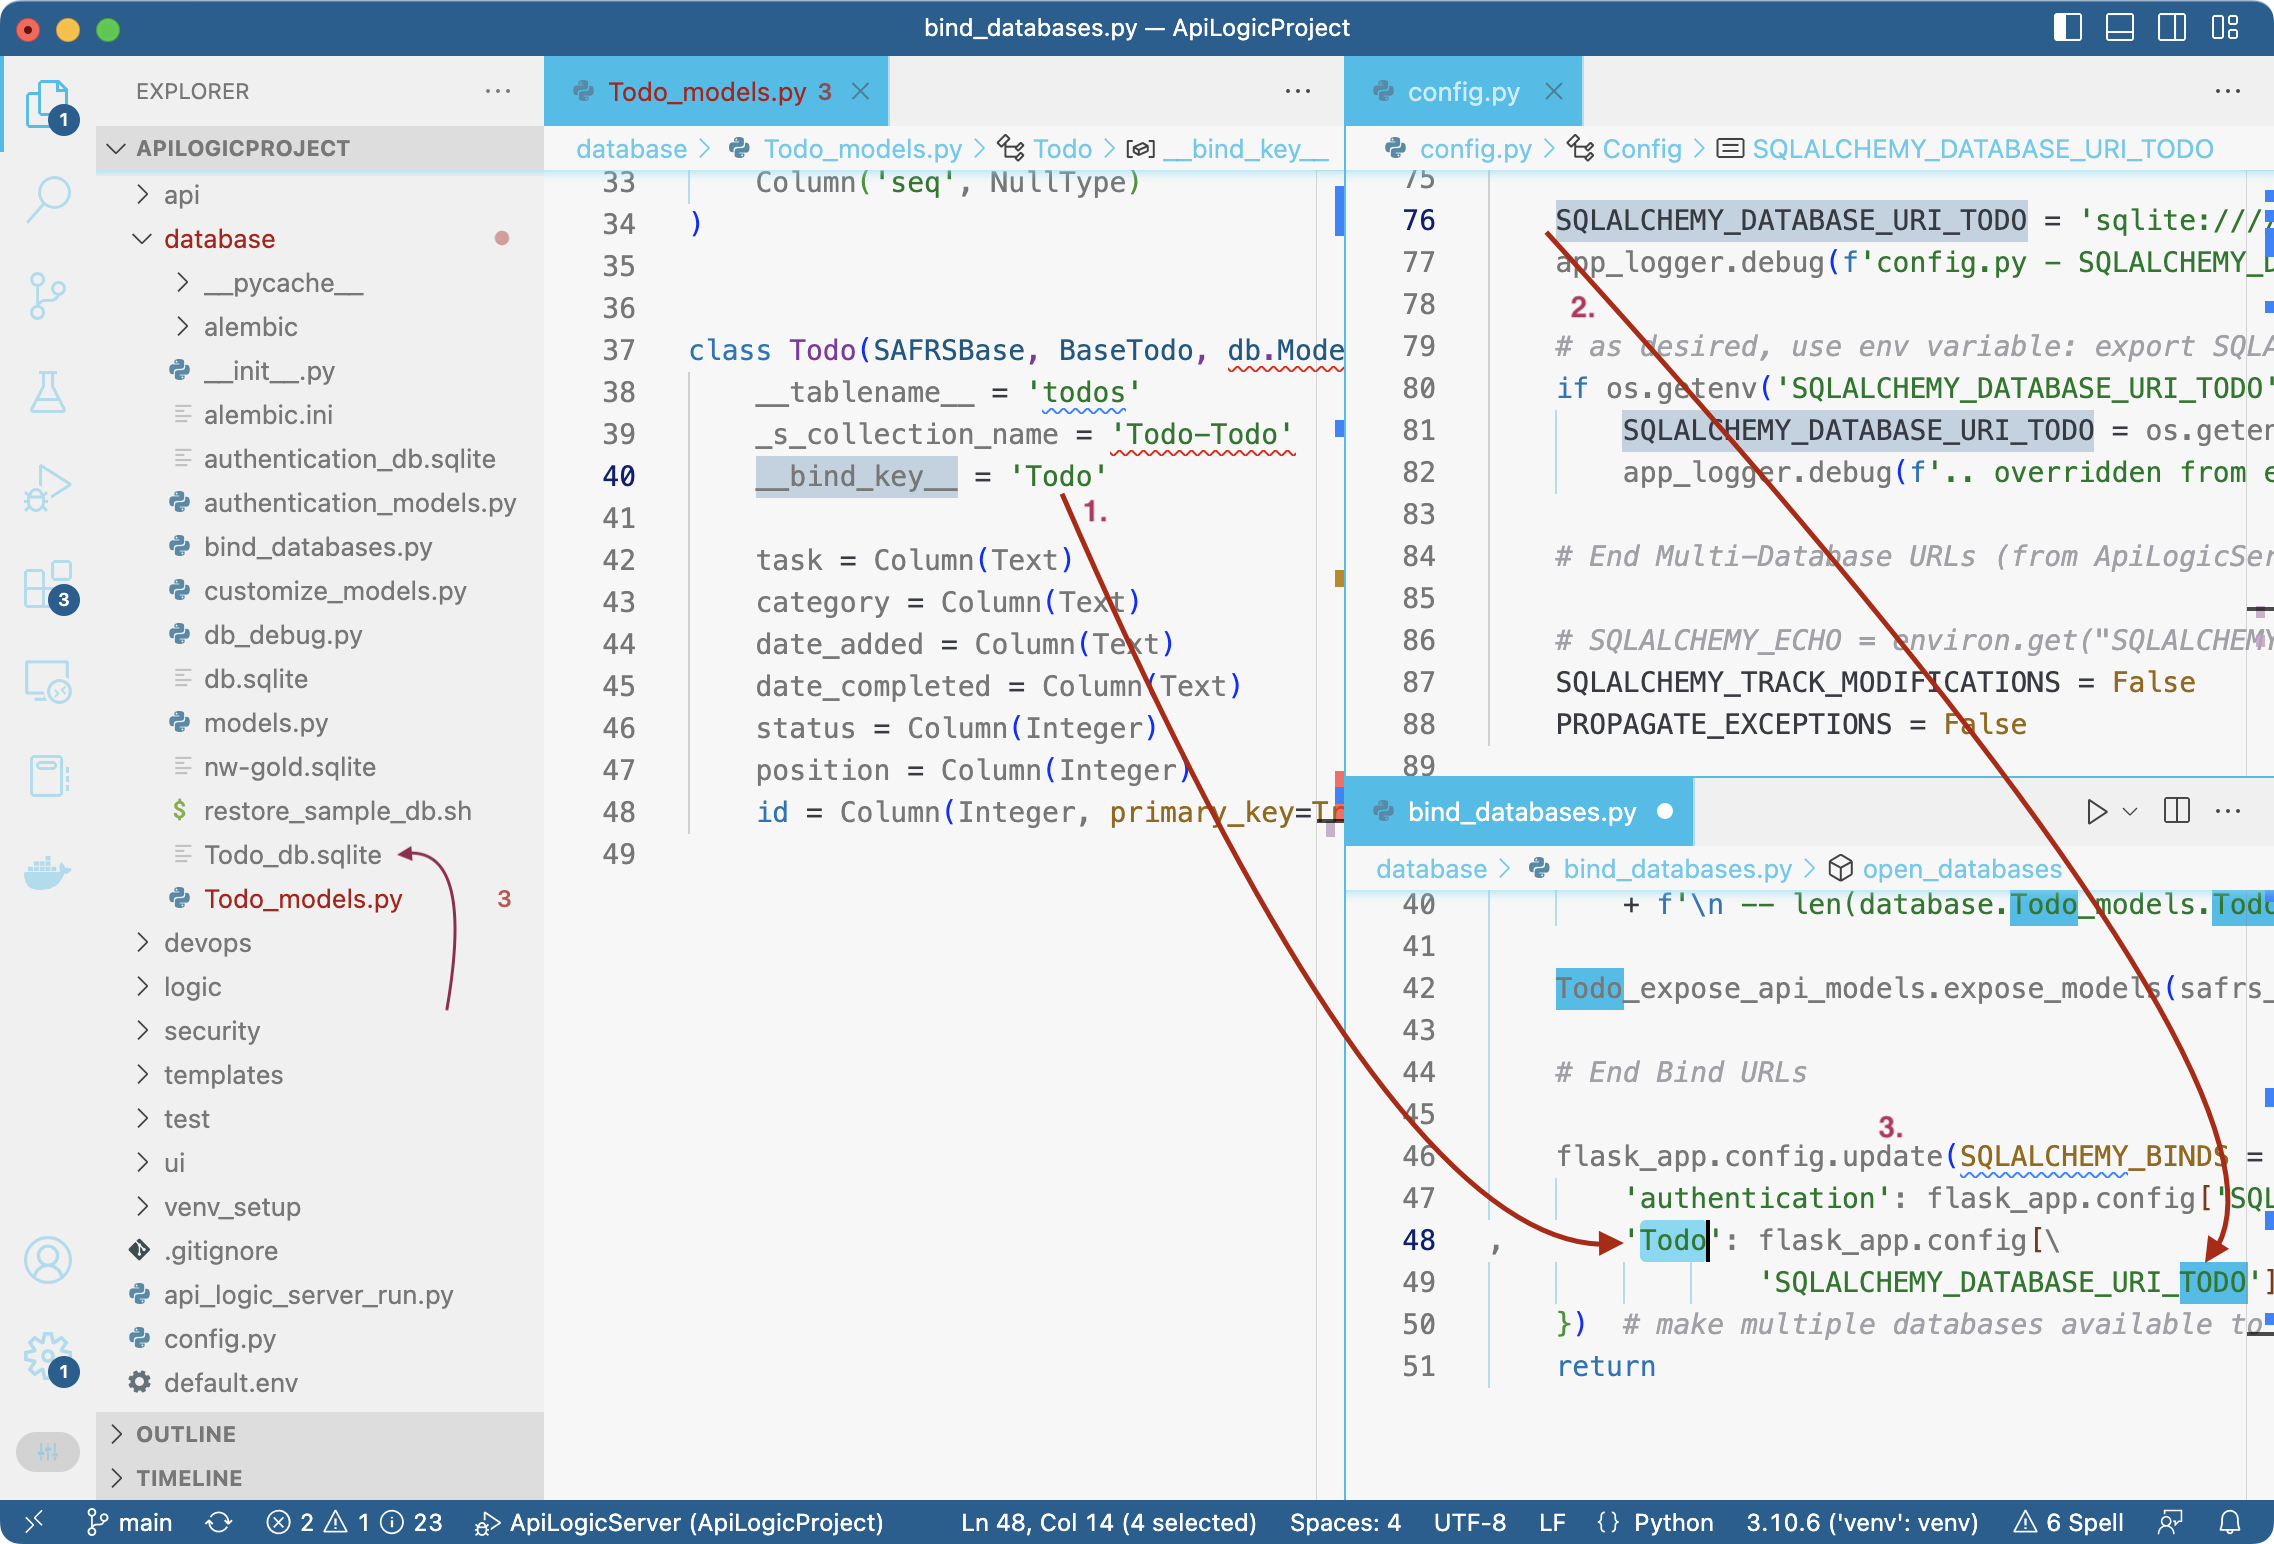 bind_databases.py — ApiLogicProject
EXPLORER
APILOGICPROJECT
api
database
__pycache__
alembic
__init__.py
alembic.ini
authentication_db.sqlite
authentication_models.py
bind_databases.py
customize_models.py
db_debug.py
db.sqlite
models.py
nw-gold.sqlite
restore_sample_db.sh
Todo_db.sqlite
Todo_models.py 3
devops
logic
security
templates
test
ui
venv_setup
.gitignore
api_logic_server_run.py
config.py
default.env
OUTLINE
TIMELINE
1
3
1
Todo_models.py 3
database > Todo_models.py > Todo > __bind_key__
33 Column('seq', NullType)
34 )
35
36
37 class Todo(SAFRSBase, BaseTodo, db.Mode
38 __tablename__ = 'todos'
39 _s_collection_name = 'Todo-Todo'
40 __bind_key__ = 'Todo'
1.
41
42 task = Column(Text)
43 category = Column(Text)
44 date_added = Column(Text)
45 date_completed = Column(Text)
46 status = Column(Integer)
47 position = Column(Integer)
48 id = Column(Integer, primary_key=Tr
49
config.py
config.py > Config > SQLALCHEMY_DATABASE_URI_TODO
75
76 SQLALCHEMY_DATABASE_URI_TODO = 'sqlite:///
77 app_logger.debug(f'config.py - SQLALCHEMY_D
78
2.
79 # as desired, use env variable: export SQLA
80 if os.getenv('SQLALCHEMY_DATABASE_URI_TODO'
81 SQLALCHEMY_DATABASE_URI_TODO = os.geten
82 app_logger.debug(f'.. overridden from e
83
84 # End Multi-Database URLs (from ApiLogicSer
85
86 # SQLALCHEMY_ECHO = environ.get("SQLALCHEMY
87 SQLALCHEMY_TRACK_MODIFICATIONS = False
88 PROPAGATE_EXCEPTIONS = False
89
bind_databases.py
database > bind_databases.py > open_databases
40 + f'\n -- len(database.Todo_models.Todo
41
42 Todo_expose_api_models.expose_models(safrs_
43
44 # End Bind URLs
45
3.
46 flask_app.config.update(SQLALCHEMY_BINDS =
47 'authentication': flask_app.config['SQL
48 , 'Todo': flask_app.config[\
49 'SQLALCHEMY_DATABASE_URI_TODO']
50 }) # make multiple databases available to
51 return
main 2 1 23 ApiLogicServer (ApiLogicProject) Ln 48, Col 14 (4 selected) Spaces: 4 UTF-8 LF {} Python 3.10.6 ('venv': venv) 6 Spell